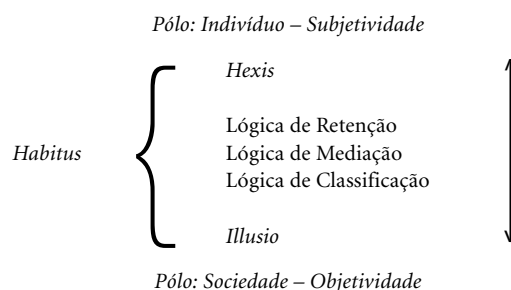 Pólo: Indivíduo – Subjetividade
Hexis
Lógica de Retenção
Habitus
Lógica de Mediação
Lógica de Classificação
Illusio
Pólo: Sociedade – Objetividade